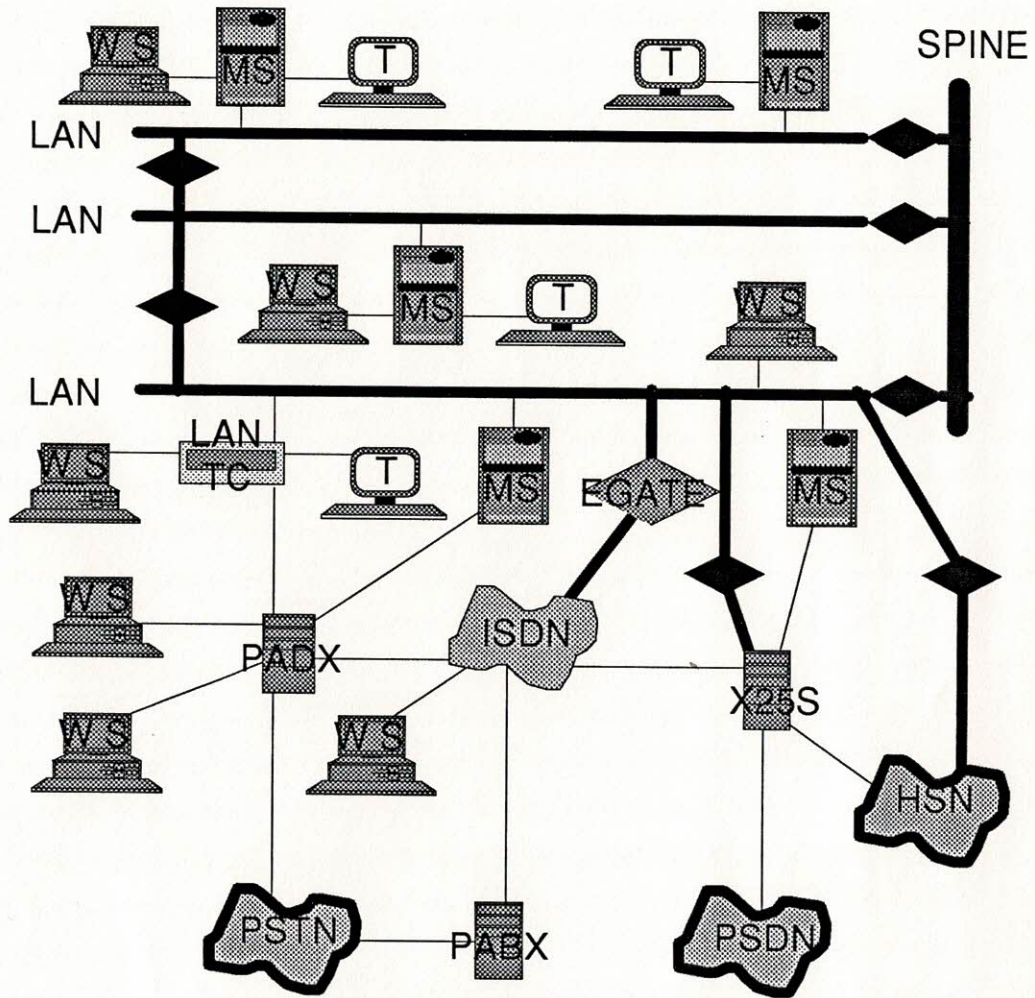 W S
MS
T
T
MS
SPINE
LAN
LAN
W S
MS
T
W S
LAN
LAN
TC
W S
T
MS
EGATE
MS
W S
PADX
ISDN
X25S
W S
W S
HSN
PSTN
PABX
PSDN